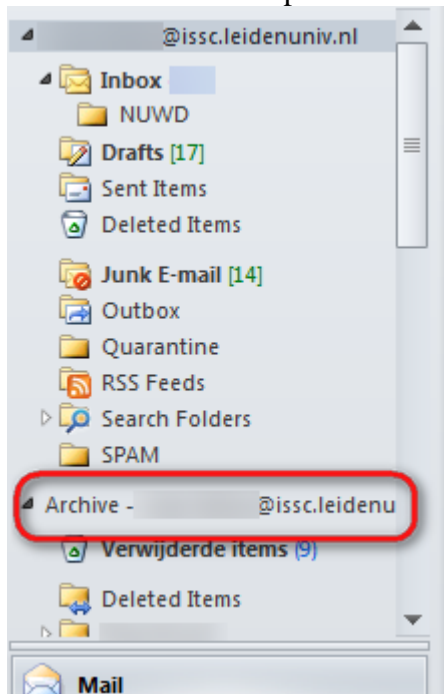 @issc.leidenuniv.nl
Inbox
NUWD
Drafts [17]
Sent Items
Deleted Items
Junk E-mail [14]
Outbox
Quarantine
RSS Feeds
Search Folders
SPAM
Archive - @issc.leidenu
Verwijderde items (9)
Deleted Items
Mail